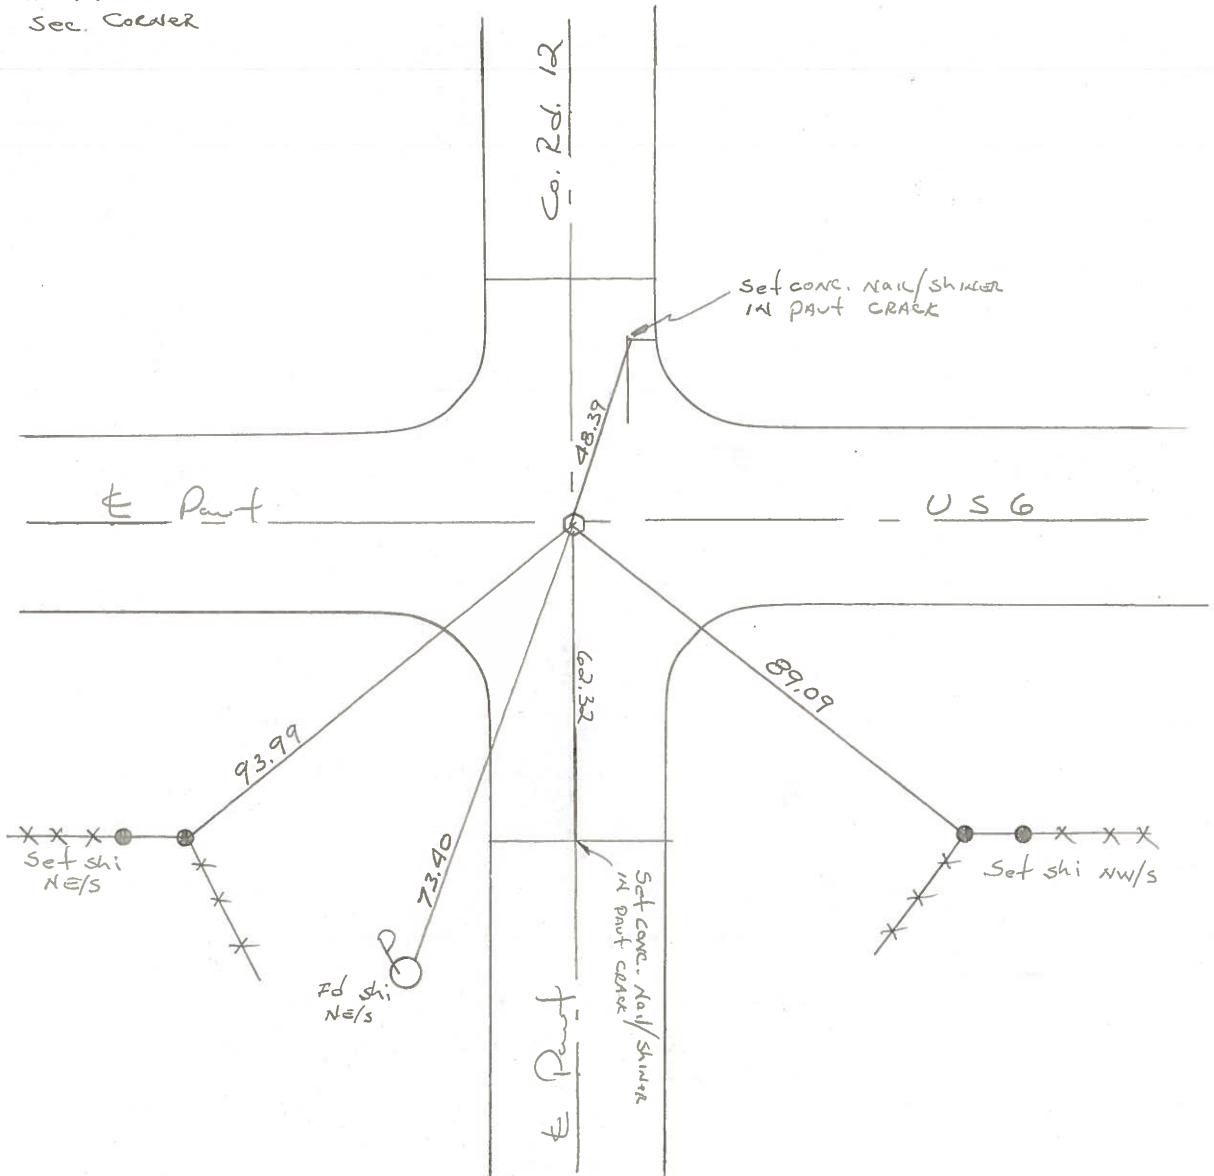 Sec. CORNER
Co. Rd. 12
Set CONC. NAIL/SHINER
IN PAVT CRACK
48.39
℄ Pavt
US 6
62.32
89.09
93.99
73.40
Set shi
NE/S
Set shi NW/S
Set CONC. Nail/SHINER
IN PAVT CRACK
P
Fd shi
NE/S
℄ Pavt